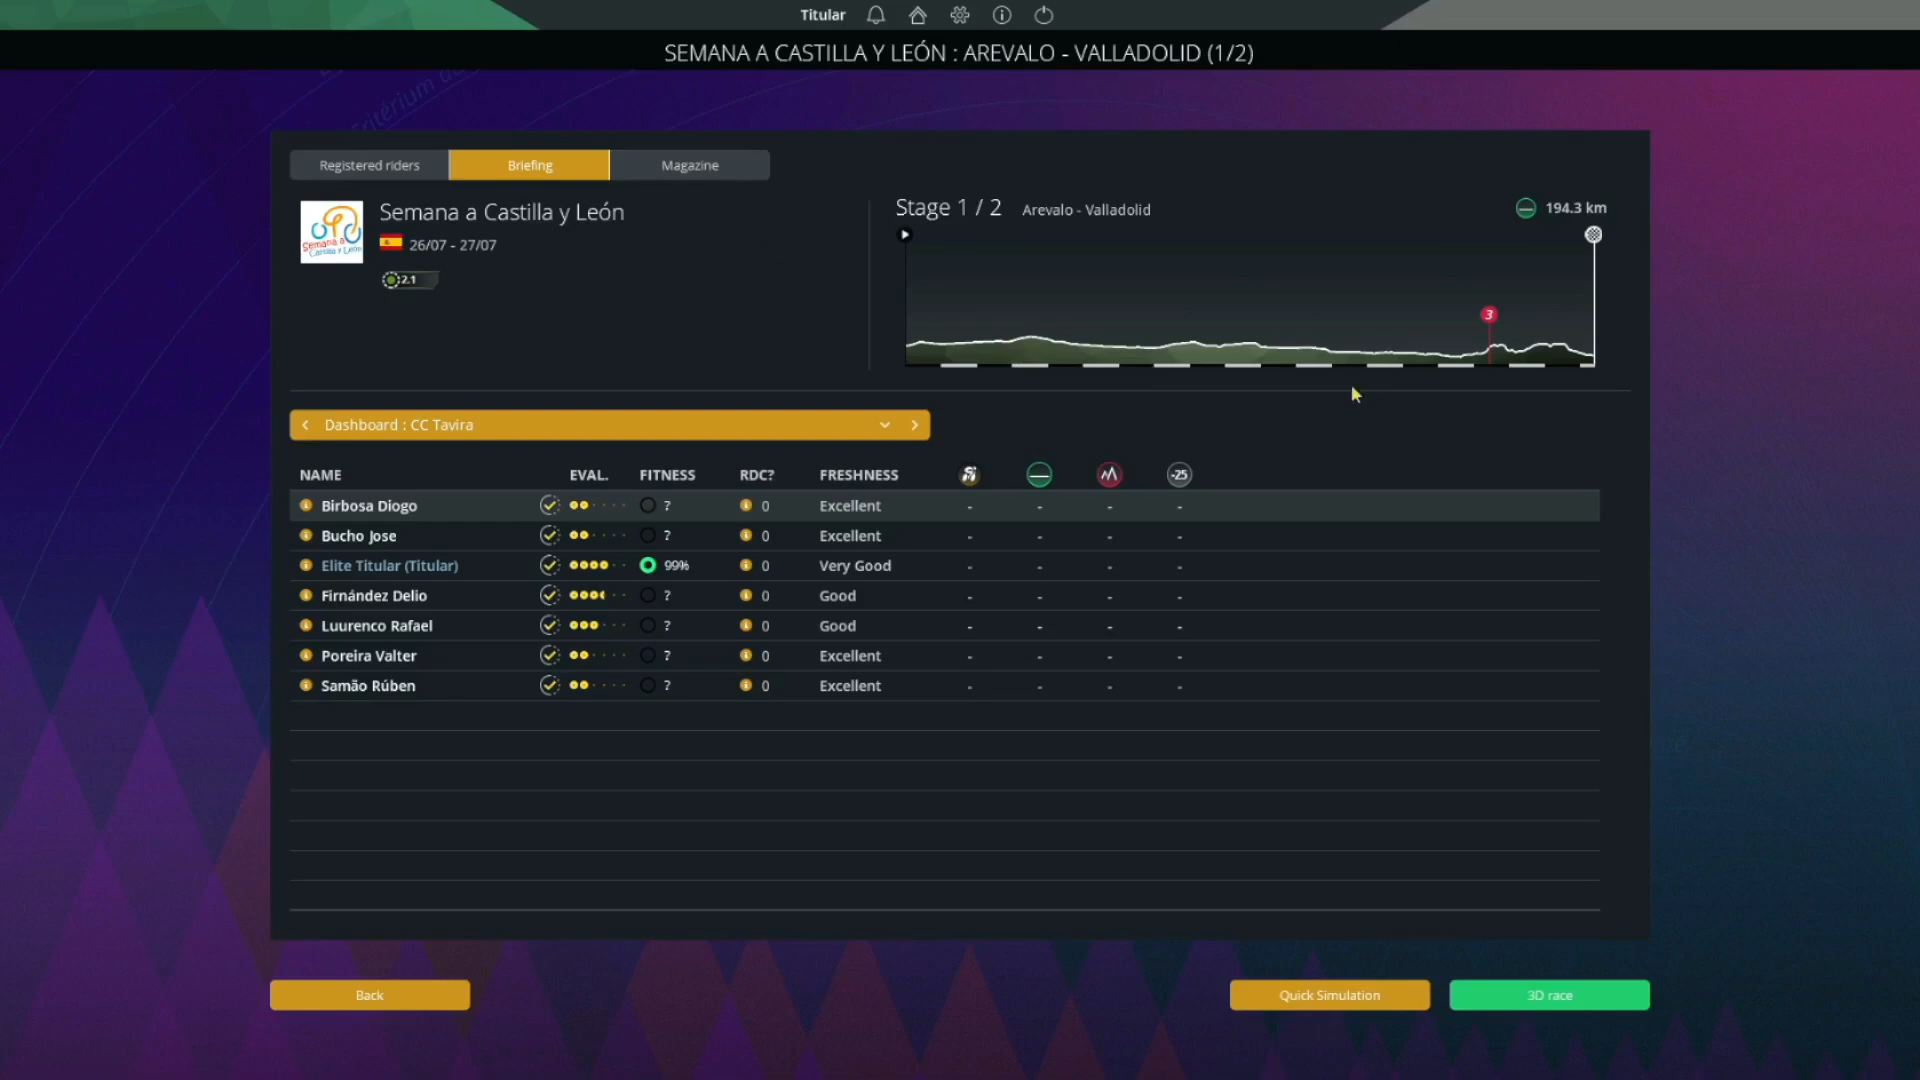 Titular
SEMANA A CASTILLA Y LEÓN : AREVALO - VALLADOLID (1/2)
Registered riders
Briefing
Magazine
Semana a Castilla y León
26/07 - 27/07
2.1
Stage 1 / 2 Arevalo - Valladolid
194.3 km
3
Dashboard : CC Tavira
NAME EVAL. FITNESS RDC? FRESHNESS -25
Birbosa Diogo ? 0 Excellent - - - -
Bucho Jose ? 0 Excellent - - - -
Elite Titular (Titular) 99% 0 Very Good - - - -
Firnández Delio ? 0 Good - - - -
Luurenco Rafael ? 0 Good - - - -
Poreira Valter ? 0 Excellent - - - -
Samão Rúben ? 0 Excellent - - - -
Back
Quick Simulation
3D race